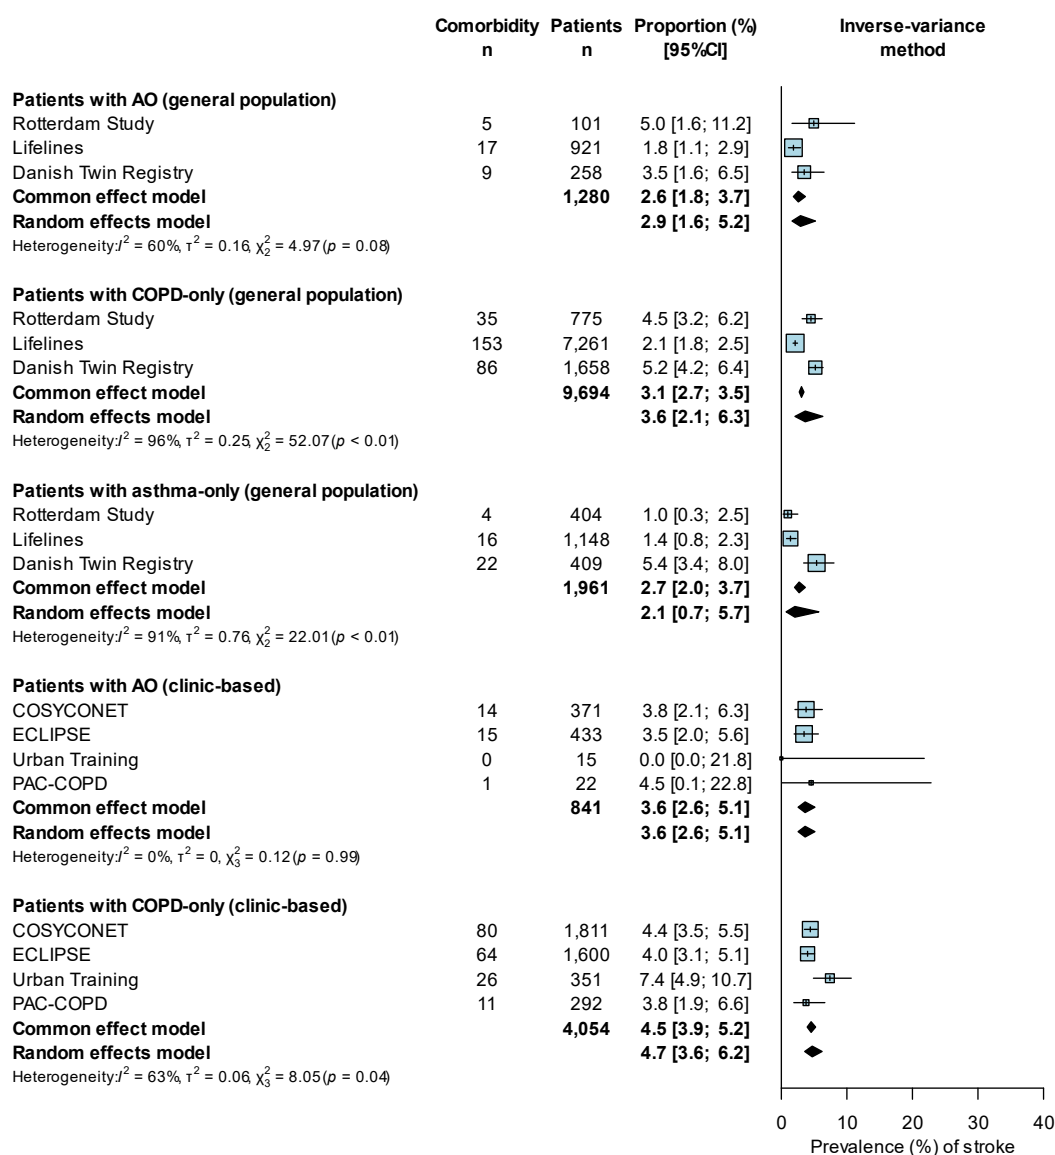 Comorbidity Patients Proportion (%) Inverse-variance
n n [95%CI] method
Patients with AO (general population)
Rotterdam Study 5 101 5.0 [1.6; 11.2]
Lifelines 17 921 1.8 [1.1; 2.9]
Danish Twin Registry 9 258 3.5 [1.6; 6.5]
Common effect model 1,280 2.6 [1.8; 3.7]
Random effects model 2.9 [1.6; 5.2]
Heterogeneity: I² = 60%, τ² = 0.16, χ²₂ = 4.97 (p = 0.08)
Patients with COPD-only (general population)
Rotterdam Study 35 775 4.5 [3.2; 6.2]
Lifelines 153 7,261 2.1 [1.8; 2.5]
Danish Twin Registry 86 1,658 5.2 [4.2; 6.4]
Common effect model 9,694 3.1 [2.7; 3.5]
Random effects model 3.6 [2.1; 6.3]
Heterogeneity: I² = 96%, τ² = 0.25, χ²₂ = 52.07 (p < 0.01)
Patients with asthma-only (general population)
Rotterdam Study 4 404 1.0 [0.3; 2.5]
Lifelines 16 1,148 1.4 [0.8; 2.3]
Danish Twin Registry 22 409 5.4 [3.4; 8.0]
Common effect model 1,961 2.7 [2.0; 3.7]
Random effects model 2.1 [0.7; 5.7]
Heterogeneity: I² = 91%, τ² = 0.76, χ²₂ = 22.01 (p < 0.01)
Patients with AO (clinic-based)
COSYCONET 14 371 3.8 [2.1; 6.3]
ECLIPSE 15 433 3.5 [2.0; 5.6]
Urban Training 0 15 0.0 [0.0; 21.8]
PAC-COPD 1 22 4.5 [0.1; 22.8]
Common effect model 841 3.6 [2.6; 5.1]
Random effects model 3.6 [2.6; 5.1]
Heterogeneity: I² = 0%, τ² = 0, χ²₃ = 0.12 (p = 0.99)
Patients with COPD-only (clinic-based)
COSYCONET 80 1,811 4.4 [3.5; 5.5]
ECLIPSE 64 1,600 4.0 [3.1; 5.1]
Urban Training 26 351 7.4 [4.9; 10.7]
PAC-COPD 11 292 3.8 [1.9; 6.6]
Common effect model 4,054 4.5 [3.9; 5.2]
Random effects model 4.7 [3.6; 6.2]
Heterogeneity: I² = 63%, τ² = 0.06, χ²₃ = 8.05 (p = 0.04)
0 10 20 30 40
Prevalence (%) of stroke